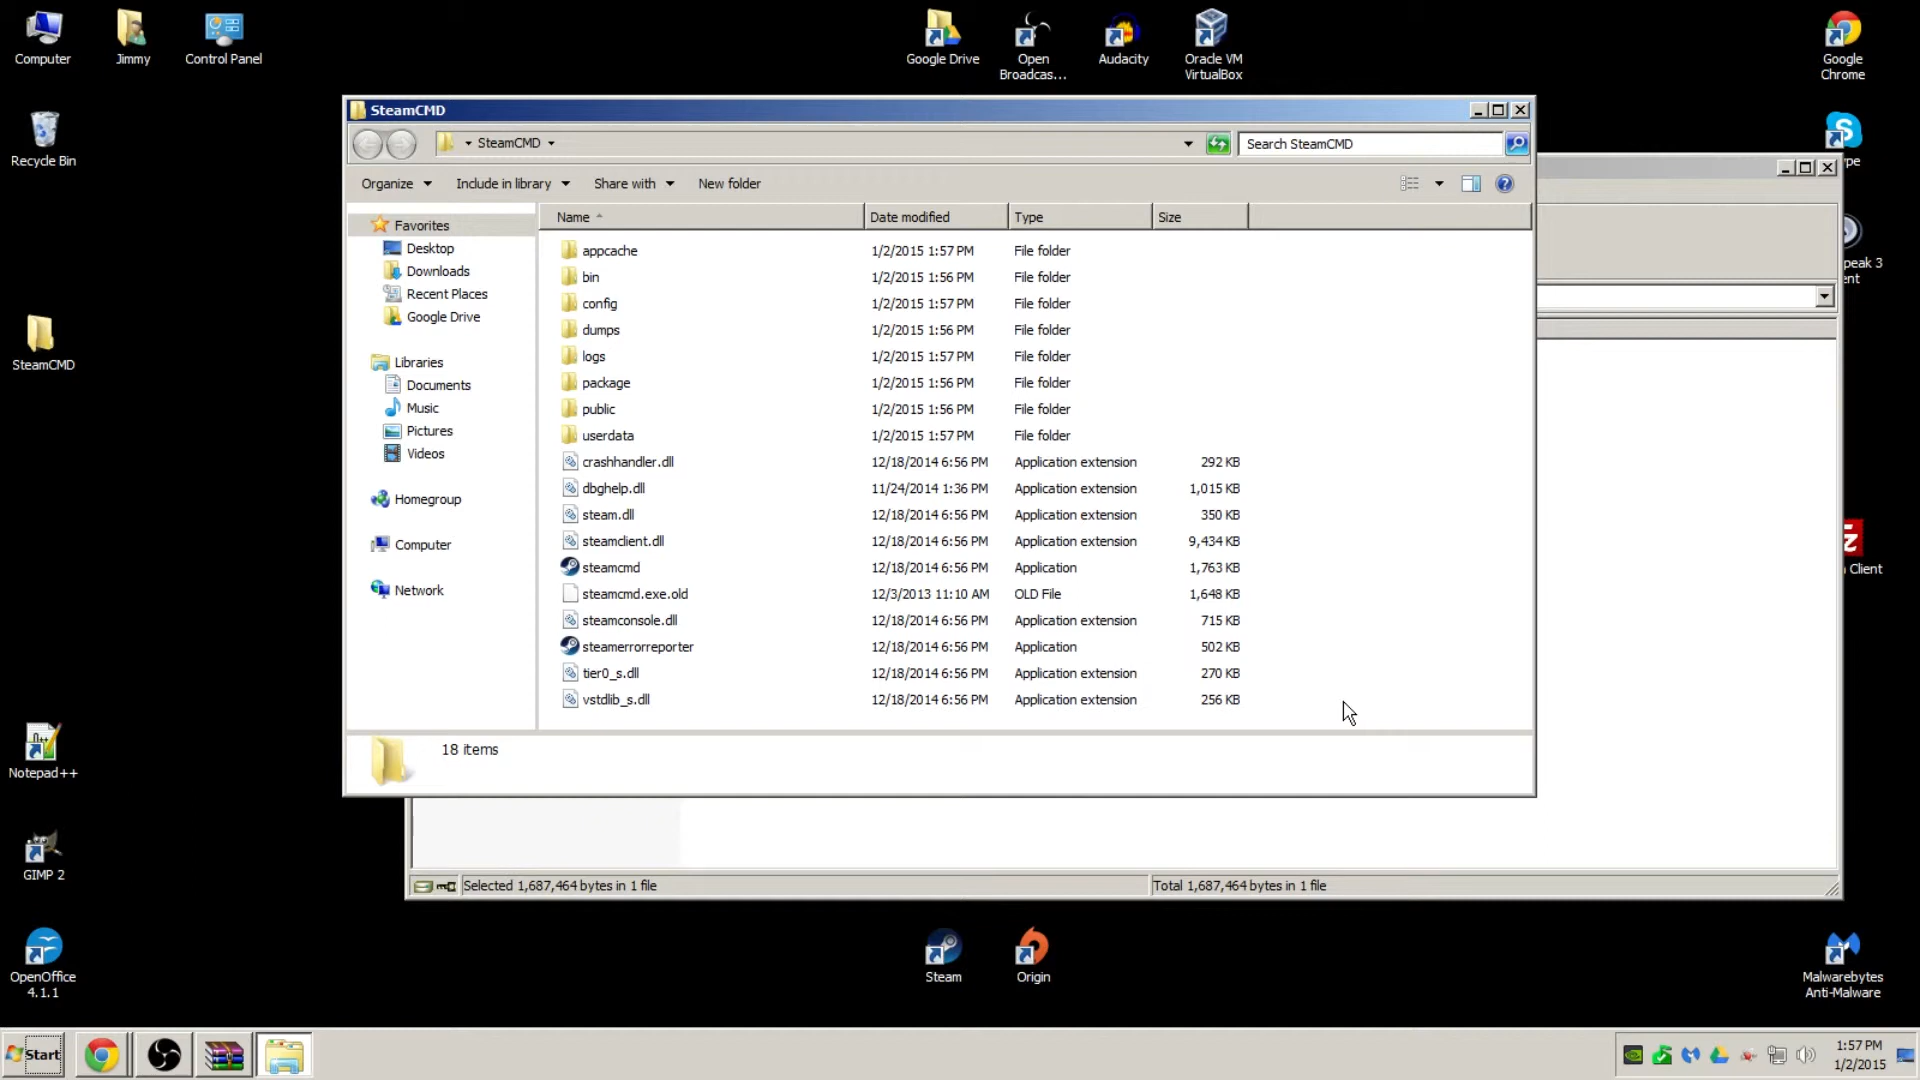 Computer
Jimmy
Control Panel
Google Drive
Open
Broadcas...
Audacity
Oracle VM
VirtualBox
Google
Chrome
Recycle Bin
SteamCMD
Notepad++
GIMP 2
OpenOffice
4.1.1
SteamCMD
SteamCMD
Search SteamCMD
Organize
Include in library
Share with
New folder
Favorites
Desktop
Downloads
Recent Places
Google Drive
Libraries
Documents
Music
Pictures
Videos
Homegroup
Computer
Network
Name Date modified Type Size
appcache 1/2/2015 1:57 PM File folder
bin 1/2/2015 1:56 PM File folder
config 1/2/2015 1:57 PM File folder
dumps 1/2/2015 1:56 PM File folder
logs 1/2/2015 1:57 PM File folder
package 1/2/2015 1:56 PM File folder
public 1/2/2015 1:56 PM File folder
userdata 1/2/2015 1:57 PM File folder
crashhandler.dll 12/18/2014 6:56 PM Application extension 292 KB
dbghelp.dll 11/24/2014 1:36 PM Application extension 1,015 KB
steam.dll 12/18/2014 6:56 PM Application extension 350 KB
steamclient.dll 12/18/2014 6:56 PM Application extension 9,434 KB
steamcmd 12/18/2014 6:56 PM Application 1,763 KB
steamcmd.exe.old 12/3/2013 11:10 AM OLD File 1,648 KB
steamconsole.dll 12/18/2014 6:56 PM Application extension 715 KB
steamerrorreporter 12/18/2014 6:56 PM Application 502 KB
tier0_s.dll 12/18/2014 6:56 PM Application extension 270 KB
vstdlib_s.dll 12/18/2014 6:56 PM Application extension 256 KB
18 items
pe
peak 3
ent
Client
Selected 1,687,464 bytes in 1 file
Total 1,687,464 bytes in 1 file
Steam
Origin
Malwarebytes
Anti-Malware
Start
1:57 PM
1/2/2015